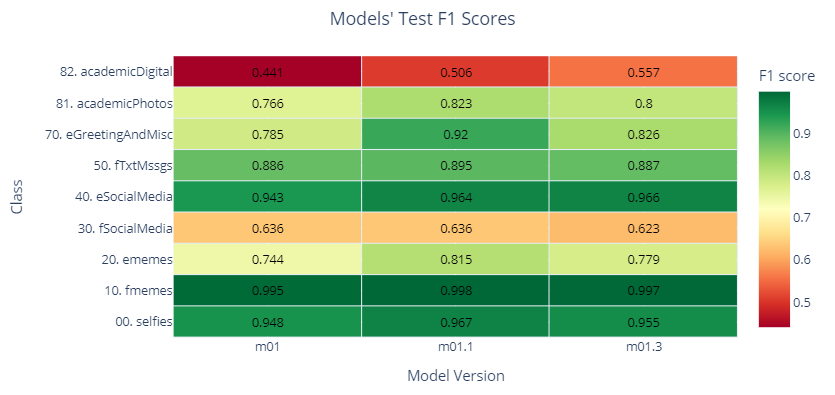 Models' Test F1 Scores
F1 score
82. academicDigital 0.441 0.506 0.557
81. academicPhotos 0.766 0.823 0.8
70. eGreetingAndMisc 0.785 0.92 0.826
50. fTxtMssgs 0.886 0.895 0.887
40. eSocialMedia 0.943 0.964 0.966
30. fSocialMedia 0.636 0.636 0.623
20. ememes 0.744 0.815 0.779
10. fmemes 0.995 0.998 0.997
00. selfies 0.948 0.967 0.955
m01 m01.1 m01.3
Model Version
Class
0.9
0.8
0.7
0.6
0.5